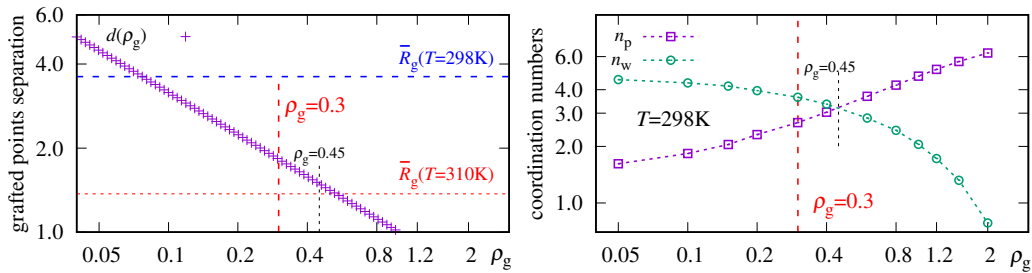 grafted points separation
6.0
4.0
2.0
1.0
d(ρg)
R̅g(T=298K)
ρg=0.3
ρg=0.45
R̅g(T=310K)
0.05 0.1 0.2 0.4 0.8 1.2 2 ρg
coordination numbers
6.0
4.0
3.0
2.0
1.0
np
nw
ρg=0.45
T=298K
ρg=0.3
0.05 0.1 0.2 0.4 0.8 1.2 2 ρg